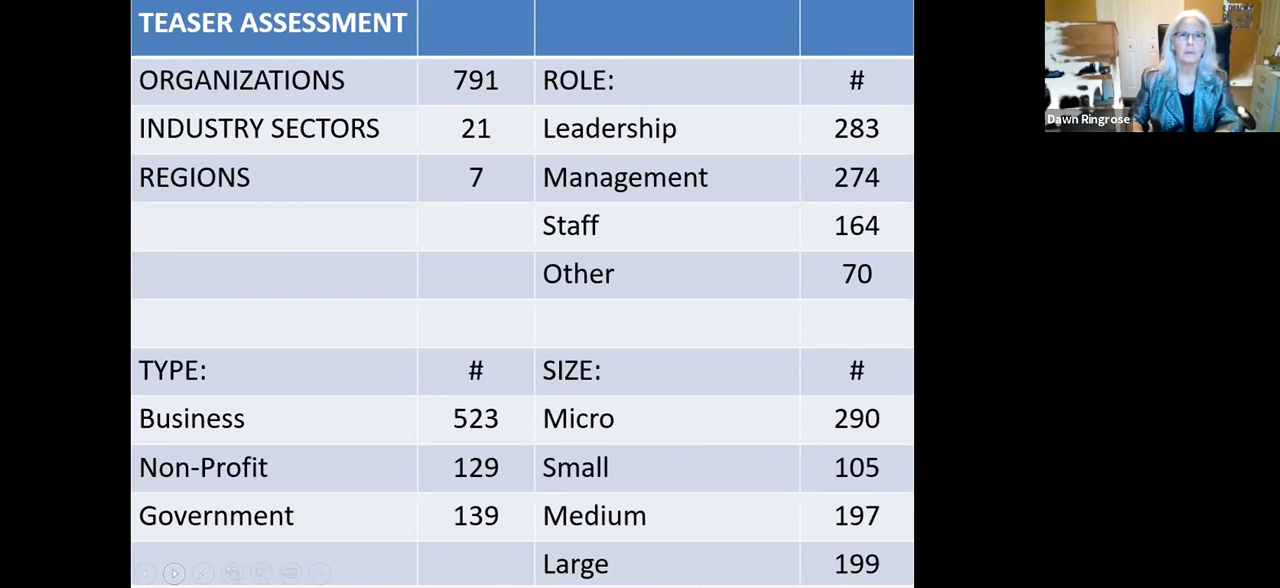 TEASER ASSESSMENT
ORGANIZATIONS 791 ROLE: #
INDUSTRY SECTORS 21 Leadership 283
REGIONS 7 Management 274
Staff 164
Other 70
TYPE: # SIZE: #
Business 523 Micro 290
Non-Profit 129 Small 105
Government 139 Medium 197
Large 199
Dawn Ringrose